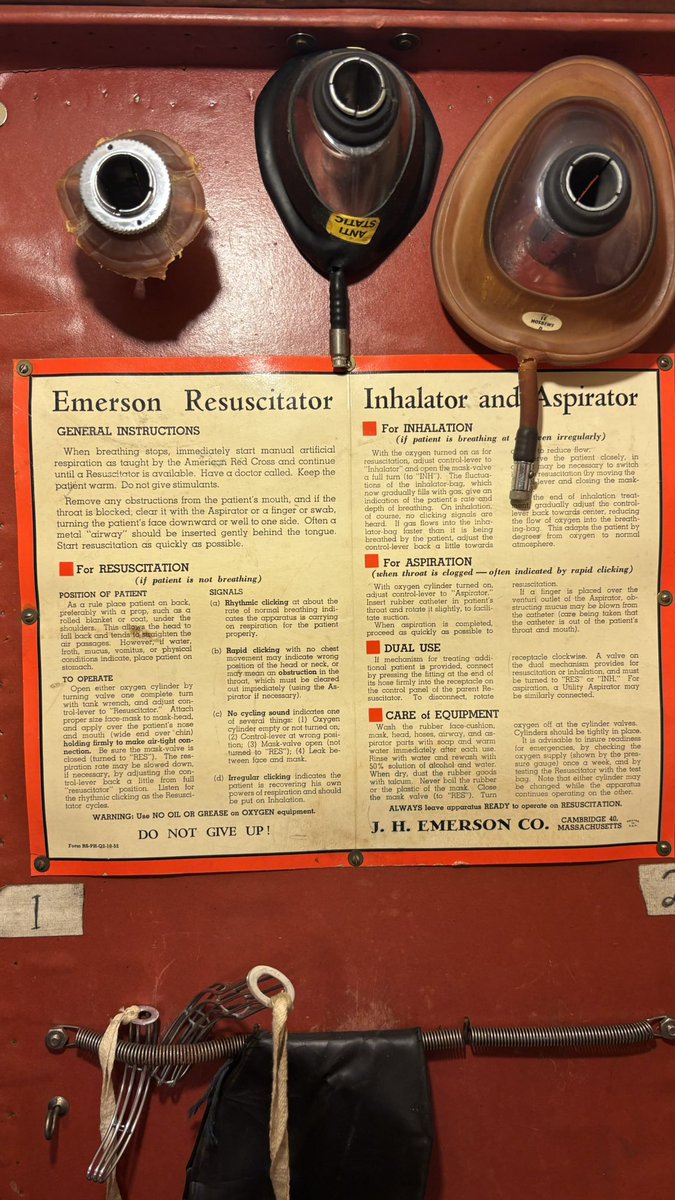 ANTI
STATIC
J H EMERSON
Emerson Resuscitator
GENERAL INSTRUCTIONS
When breathing stops, immediately start manual artificial
respiration as taught by the American Red Cross and continue
until a Resuscitator is available. Have a doctor called. Keep the
patient warm. Do not give stimulants.
Remove any obstructions from the patient's mouth, and if the
throat is blocked, clear it with the Aspirator or a finger or swab,
turning the patient's face downward or well to one side. Often a
metal "airway" should be inserted gently behind the tongue.
Start resuscitation as quickly as possible.
For RESUSCITATION
(if patient is not breathing)
POSITION OF PATIENT
As a rule place patient on back,
preferably with a prop, such as a
rolled blanket or coat, under the
shoulders. This allows the head to
fall back and tends to straighten the
air passages. However, if water,
froth, mucus, vomitus, or physical
conditions indicate, place patient on
stomach.
TO OPERATE
Open either oxygen cylinder by
turning valve one complete turn
with tank wrench, and adjust con-
trol-lever to "Resuscitator." Attach
proper size face-mask to mask-head,
and apply over the patient's nose
and mouth (wide end over chin)
holding firmly to make air-tight con-
nection. Be sure the mask-valve is
closed (turned to "RES"). The res-
piration rate may be slowed down,
if necessary, by adjusting the con-
trol-lever back a little from full
"resuscitator" position. Listen for
the rhythmic clicking as the Resusci-
tator cycles.
SIGNALS
(a) Rhythmic clicking at about the
rate of normal breathing indi-
cates the apparatus is carrying
on respiration for the patient
properly.
(b) Rapid clicking with no chest
movement may indicate wrong
position of the head or neck, or
may mean an obstruction in the
throat, which must be cleared
out immediately (using the As-
pirator if necessary).
(c) No cycling sound indicates one
of several things: (1) Oxygen
cylinder empty or not turned on,
(2) Control-lever at wrong posi-
tion; (3) Mask-valve open (not
turned to "RES"); (4) Leak be-
tween face and mask.
(d) Irregular clicking indicates the
patient is recovering his own
powers of respiration and should
be put on Inhalation.
WARNING: Use NO OIL OR GREASE on OXYGEN equipment.
DO NOT GIVE UP!
Form RS-PH-Q2-10-52
Inhalator and Aspirator
For INHALATION
(if patient is breathing at even irregularly)
With the oxygen turned on as for
resuscitation, adjust control-lever to
"Inhalator" and open the mask-valve
a full turn (to "INH"). The fluctua-
tions of the inhalator-bag, which
now gradually fills with gas, give an
indication of the patient's rate and
depth of breathing. On inhalation,
of course, no clicking signals are
heard. If gas flows into the inha-
lator-bag faster than it is being
breathed by the patient, adjust the
control-lever back a little towards
to reduce flow;
the patient closely, in
may be necessary to switch
resuscitation (by moving the
lever and closing the mask-
the end of inhalation treat-
gradually adjust the control-
lever back towards center, reducing
the flow of oxygen into the breath-
ing-bag. This adapts the patient by
degrees from oxygen to normal
atmosphere.
For ASPIRATION
(when throat is clogged — often indicated by rapid clicking)
With oxygen cylinder turned on,
adjust control-lever to "Aspirator."
Insert rubber catheter in patient's
throat and rotate it slightly, to facili-
tate suction.
When aspiration is completed,
proceed as quickly as possible to
resuscitation.
If a finger is placed over the
venturi outlet of the Aspirator, ob-
structing mucus may be blown from
the catheter (care being taken that
the catheter is out of the patient's
throat and mouth).
DUAL USE
If mechanism for treating addi-
tional patient is provided, connect
by pressing the fitting at the end of
its hose firmly into the receptacle on
the control panel of the parent Re-
suscitator. To disconnect, rotate
receptacle clockwise. A valve on
the dual mechanism provides for
resuscitation or inhalation, and must
be turned to "RES" or "INH." For
aspiration, a Utility Aspirator may
be similarly connected.
CARE of EQUIPMENT
Wash the rubber face-cushion,
mask, head, hoses, airway, and as-
pirator parts with soap and warm
water immediately after each use.
Rinse with water and rewash with
50% solution of alcohol and water.
When dry, dust the rubber goods
with talcum. Never boil the rubber
or the plastic of the mask. Close
the mask valve (to "RES"). Turn
oxygen off at the cylinder valves.
Cylinders should be tightly in place.
It is advisable to insure readiness
for emergencies, by checking the
oxygen supply (shown by the pres-
sure gauge) once a week, and by
testing the Resuscitator with the test
bag. Note that either cylinder may
be changed while the apparatus
continues operating on the other.
ALWAYS leave apparatus READY to operate on RESUSCITATION.
J. H. EMERSON CO.
CAMBRIDGE 40,
MASSACHUSETTS
1
2